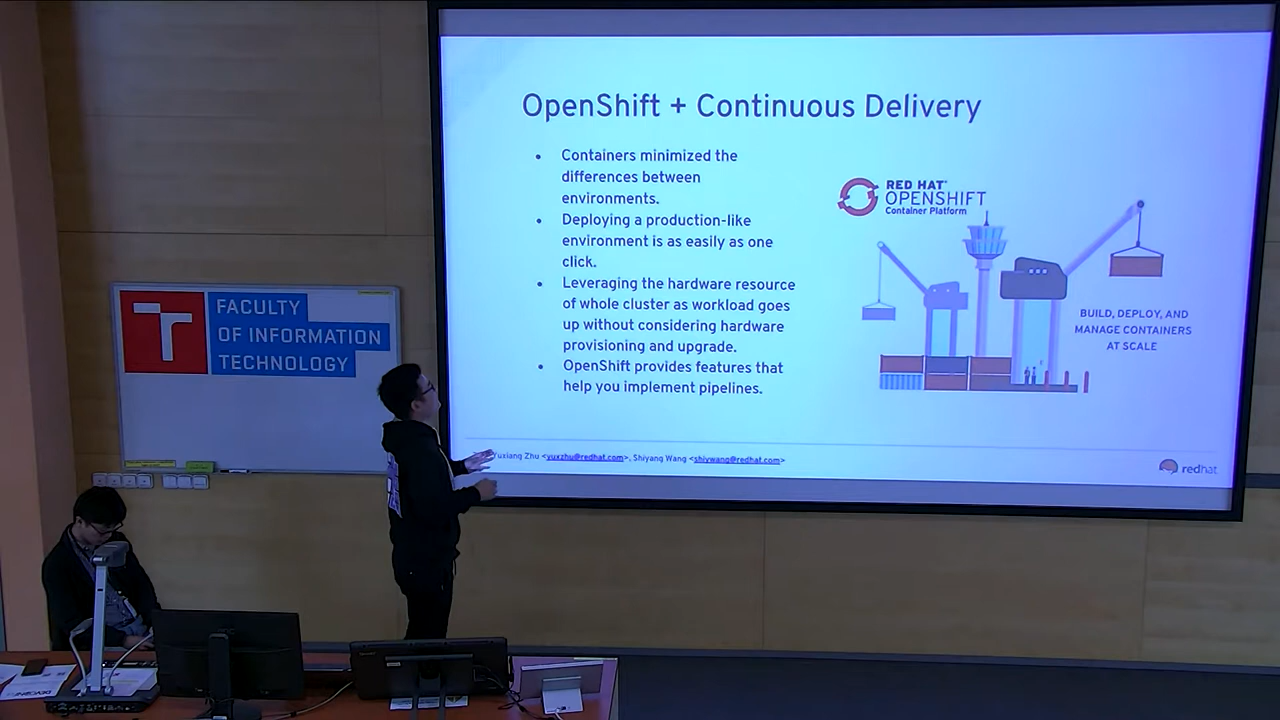 OpenShift + Continuous Delivery
• Containers minimized the
differences between
environments.
• Deploying a production-like
environment is as easily as one
click.
• Leveraging the hardware resource
of whole cluster as workload goes
up without considering hardware
provisioning and upgrade.
• OpenShift provides features that
help you implement pipelines.
RED HAT®
OPENSHIFT
Container Platform
BUILD, DEPLOY, AND
MANAGE CONTAINERS
AT SCALE
Yuxiang Zhu <yuxzhu@redhat.com>, Shiyang Wang <shiywang@redhat.com>
redhat
FACULTY
OF INFORMATION
TECHNOLOGY